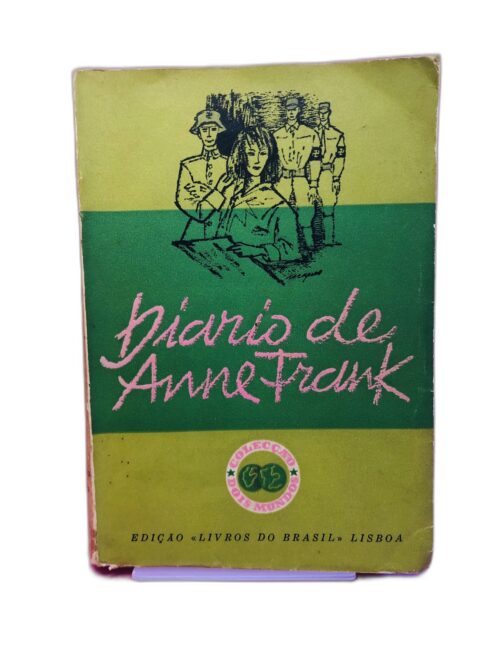 Diario de
Anne Frank
COLECÇÃO
DOIS MUNDOS
EDIÇÃO «LIVROS DO BRASIL» LISBOA